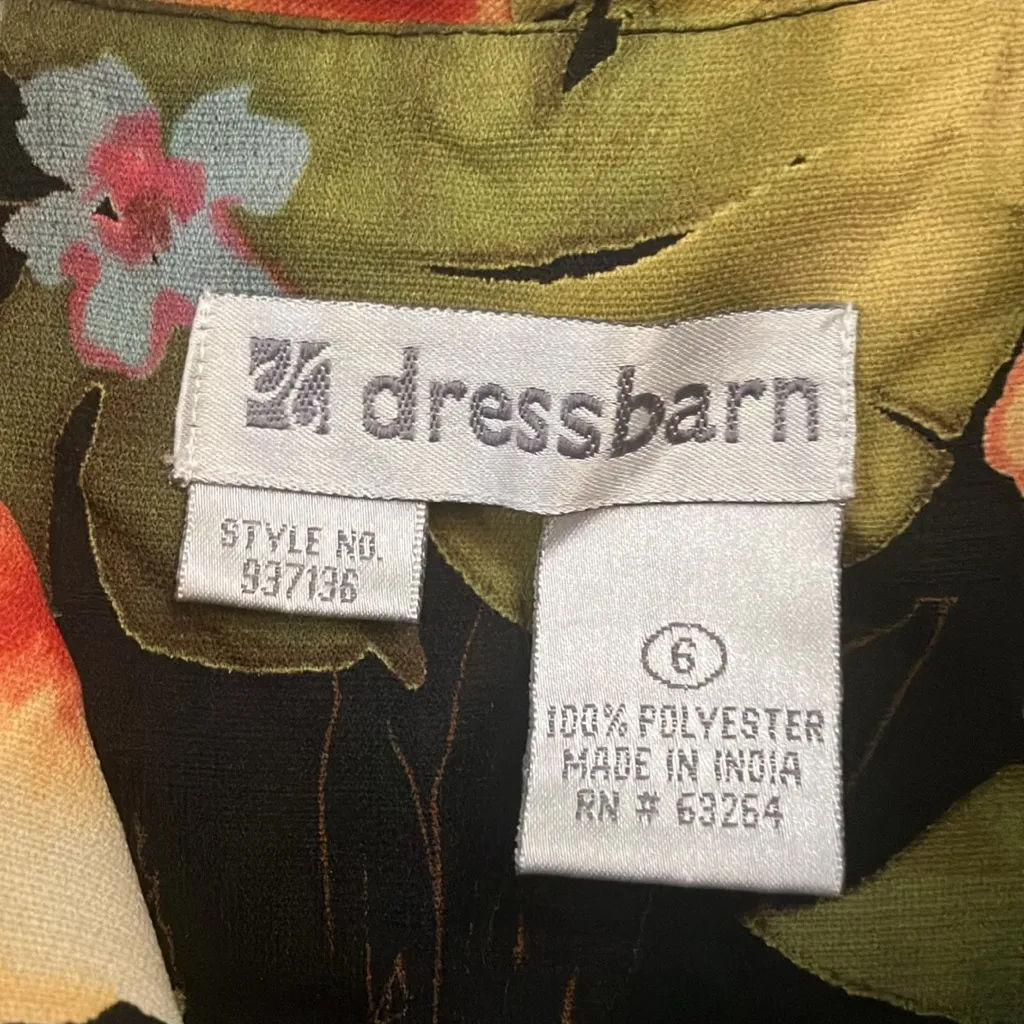 dressbarn
STYLE NO.
937136
6
100% POLYESTER
MADE IN INDIA
RN # 63264